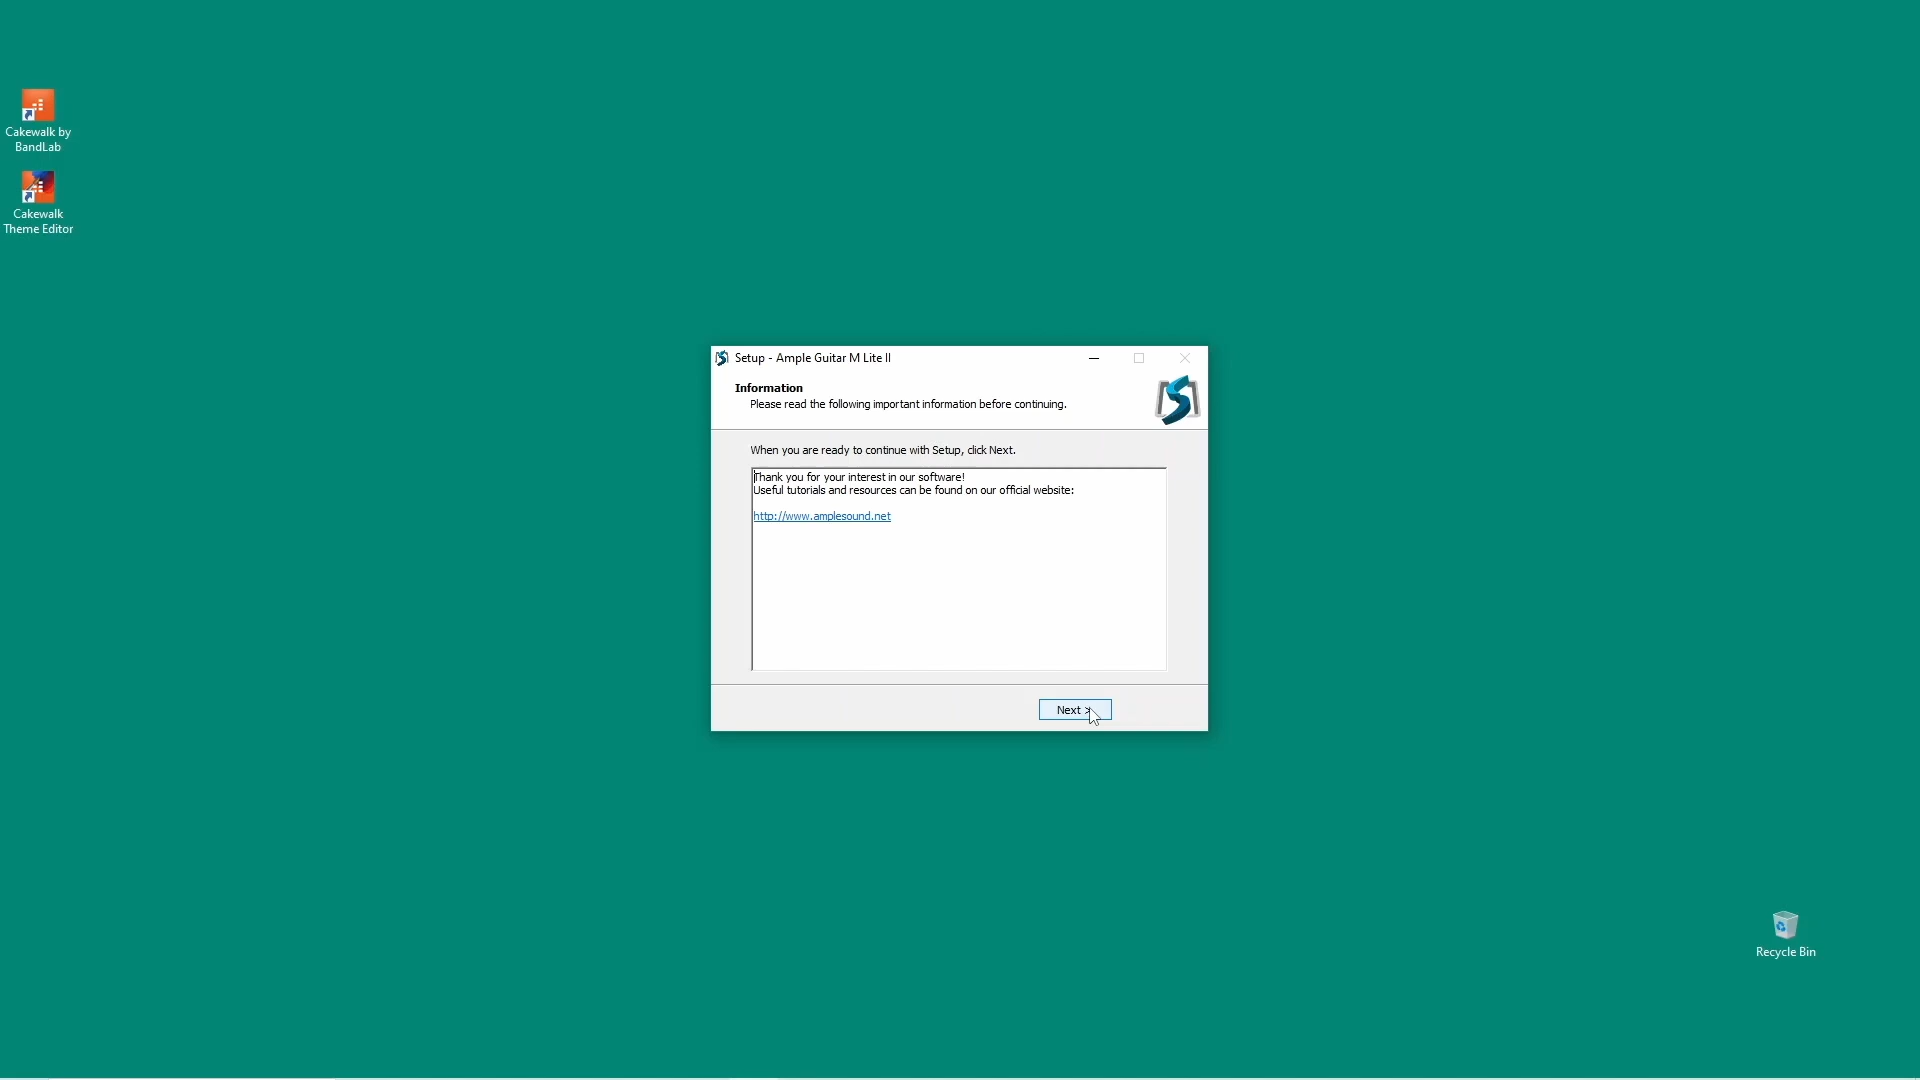 Cakewalk by
BandLab
Cakewalk
Theme Editor
Setup - Ample Guitar M Lite II
Information
Please read the following important information before continuing.
When you are ready to continue with Setup, click Next.
Thank you for your interest in our software!
Useful tutorials and resources can be found on our official website:
http://www.amplesound.net
Next >
Recycle Bin